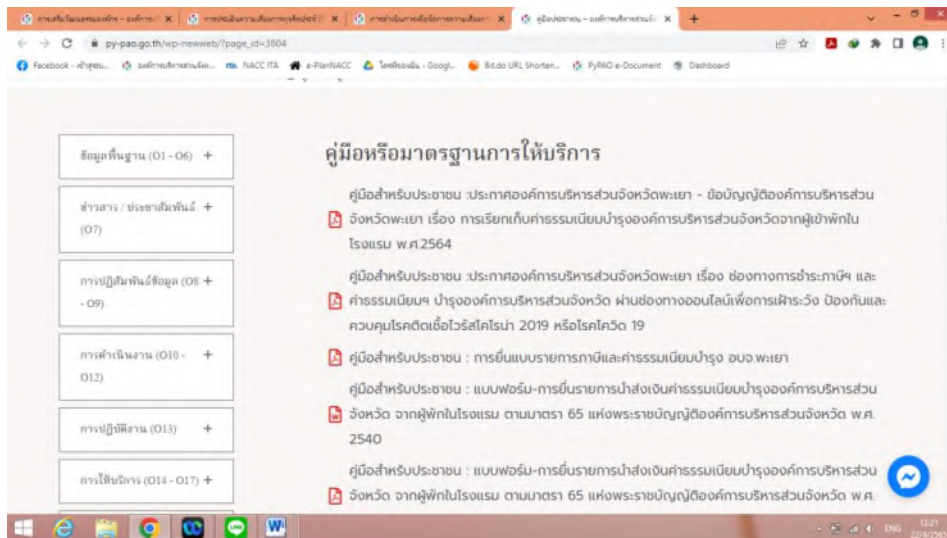 py-pao.go.th/wp-newweb/?page_id=3804
NACC ITA
e-PlanNACC
Bit.do URL Shorten...
PyPAO e-Document
Dashboard
ข้อมูลพื้นฐาน (O1 - O6) +
ข่าวสาร / ประชาสัมพันธ์ +
(O7)
การปฏิสัมพันธ์ข้อมูล (O8 +
- O9)
การดำเนินงาน (O10 - +
O12)
การปฏิบัติงาน (O13) +
การให้บริการ (O14 - O17) +
คู่มือหรือมาตรฐานการให้บริการ
คู่มือสำหรับประชาชน :ประกาศองค์การบริหารส่วนจังหวัดพะเยา - ข้อบัญญัติองค์การบริหารส่วน
จังหวัดพะเยา เรื่อง การเรียกเก็บค่าธรรมเนียมบำรุงองค์การบริหารส่วนจังหวัดจากผู้เข้าพักใน
โรงแรม พ.ศ.2564
คู่มือสำหรับประชาชน :ประกาศองค์การบริหารส่วนจังหวัดพะเยา เรื่อง ช่องทางการชำระภาษีฯ และ
ค่าธรรมเนียมฯ บำรุงองค์การบริหารส่วนจังหวัด ผ่านช่องทางออนไลน์เพื่อการเฝ้าระวัง ป้องกันและ
ควบคุมโรคติดเชื้อไวรัสโคโรน่า 2019 หรือโรคโควิด 19
คู่มือสำหรับประชาชน : การยื่นแบบรายการภาษีและค่าธรรมเนียมบำรุง อบจ.พะเยา
คู่มือสำหรับประชาชน : แบบฟอร์ม-การยื่นรายการนำส่งเงินค่าธรรมเนียมบำรุงองค์การบริหารส่วน
จังหวัด จากผู้พักในโรงแรม ตามมาตรา 65 แห่งพระราชบัญญัติองค์การบริหารส่วนจังหวัด พ.ศ.
2540
คู่มือสำหรับประชาชน : แบบฟอร์ม-การยื่นรายการนำส่งเงินค่าธรรมเนียมบำรุงองค์การบริหารส่วน
จังหวัด จากผู้พักในโรงแรม ตามมาตรา 65 แห่งพระราชบัญญัติองค์การบริหารส่วนจังหวัด พ.ศ.
ENG
12:21